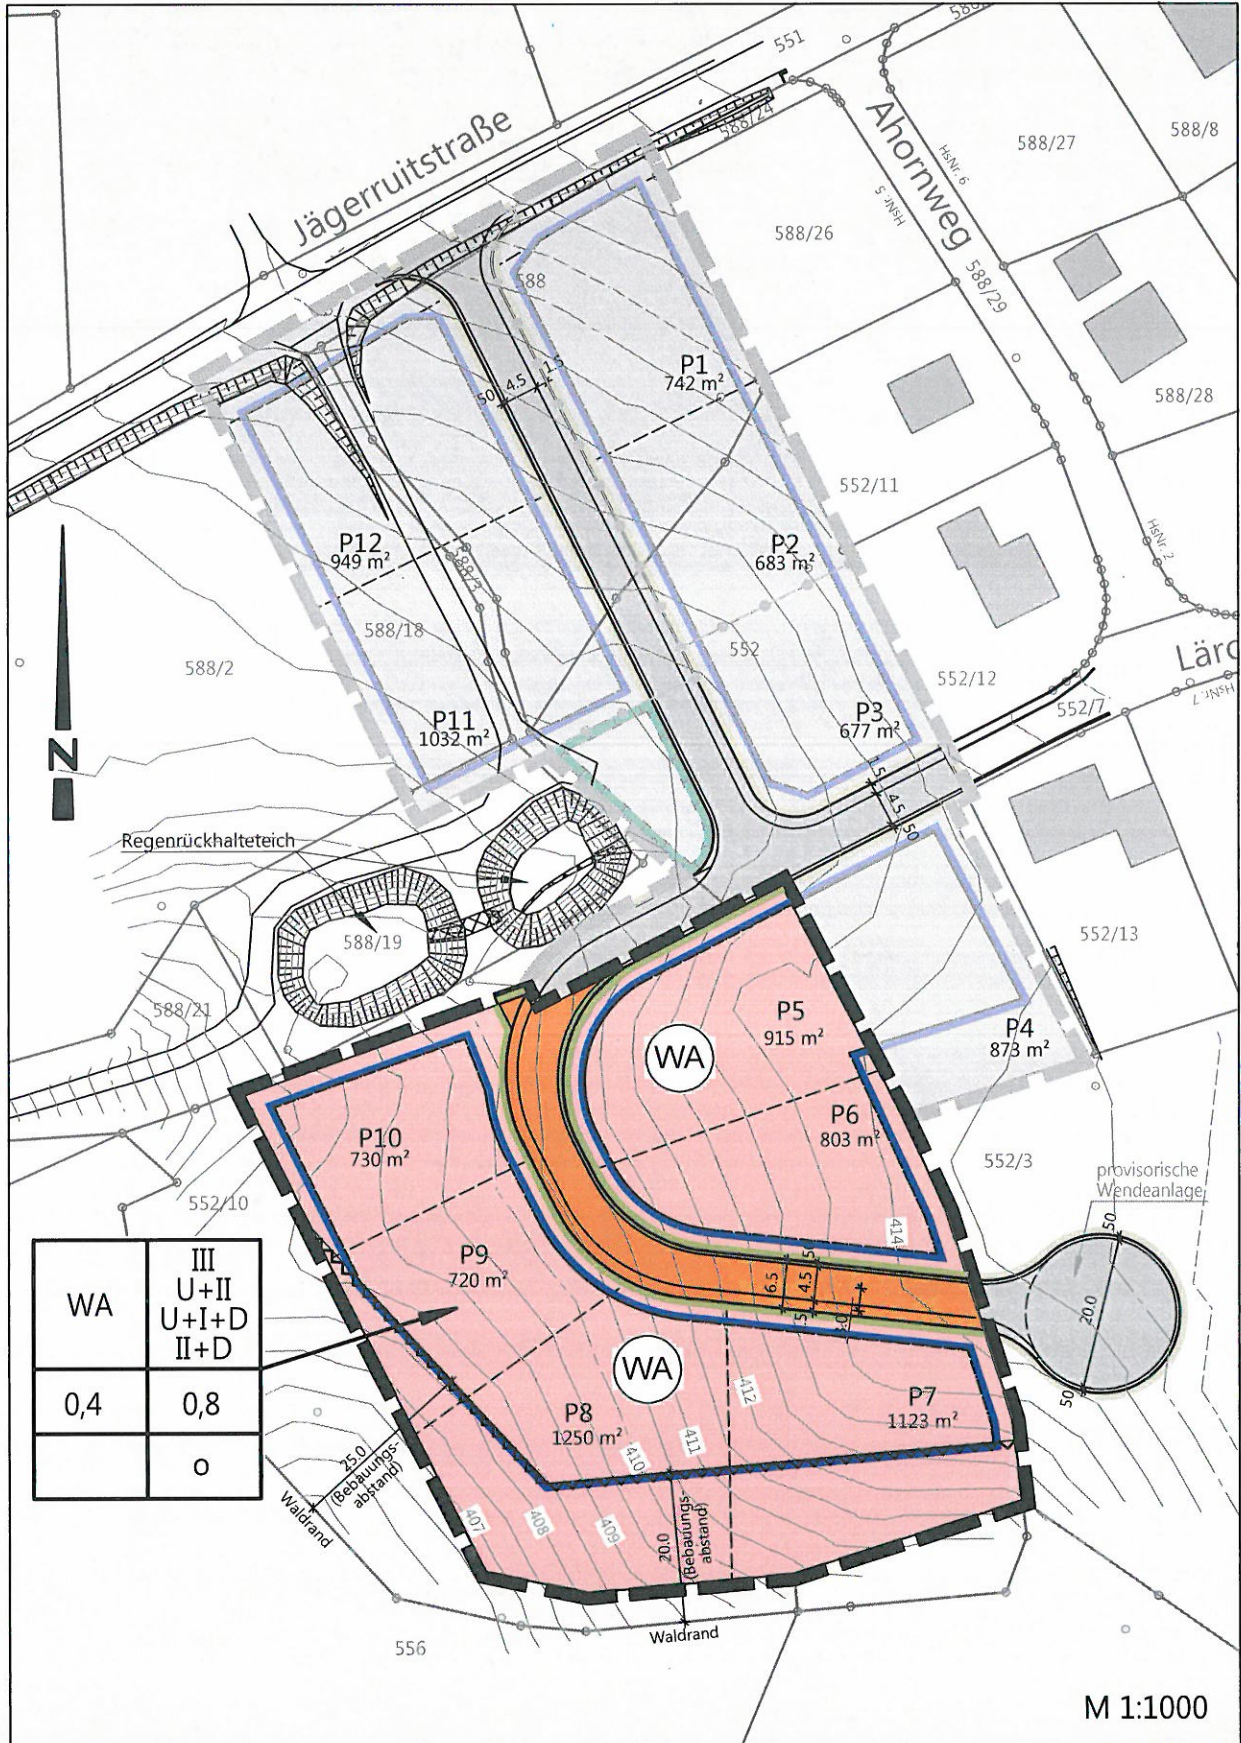 551
Jägerruitstraße
588/24
Ahornweg
HsNr. 6
HsNr. 5
588/27
588/8
588/26
588/29
588
P1
742 m²
50
4.5
1.5
588/28
552/11
P12
949 m²
588/3
P2
683 m²
HsNr. 2
588/18
588/2
552
552/12
Lärc
HsNr. 7
552/7
P11
1032 m²
P3
677 m²
1.5
4.5
50
N
Regenrückhalteteich
588/19
552/13
588/21
P5
915 m²
P4
873 m²
WA
P10
730 m²
P6
803 m²
552/3
provisorische
Wendeanlage
552/10
414
50
P9
720 m²
6.5
4.5
20.0
50
WA
III
U+II
U+I+D
II+D
0,4
0,8
o
WA
412
P7
1123 m²
P8
1250 m²
411
410
25.0
(Bebauungs-
abstand)
Waldrand
407
408
409
20.0
(Bebauungs-
abstand)
Waldrand
556
M 1:1000